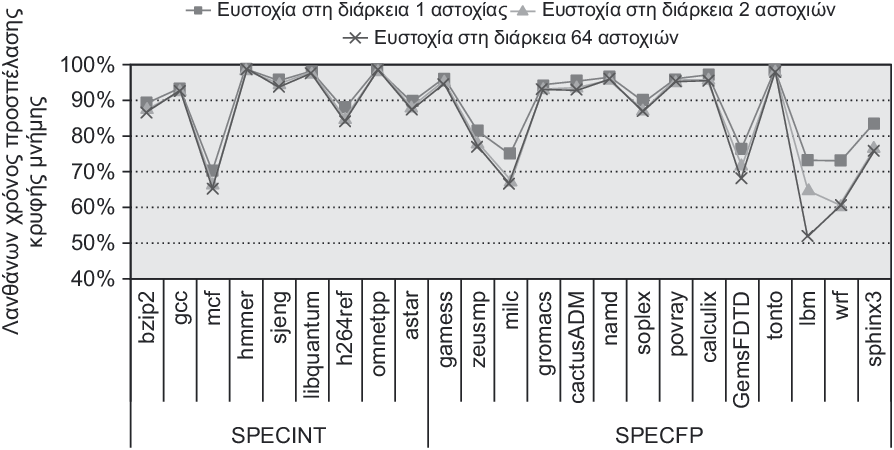 Ευστοχία στη διάρκεια 1 αστοχίας
Ευστοχία στη διάρκεια 2 αστοχιών
Ευστοχία στη διάρκεια 64 αστοχιών
Λανθάνων χρόνος προσπέλασης
κρυφής μνήμης
100%
90%
80%
70%
60%
50%
40%
bzip2
gcc
mcf
hmmer
sjeng
libquantum
h264ref
omnetpp
astar
gamess
zeusmp
milc
gromacs
cactusADM
namd
soplex
povray
calculix
GemsFDTD
tonto
lbm
wrf
sphinx3
SPECINT
SPECFP